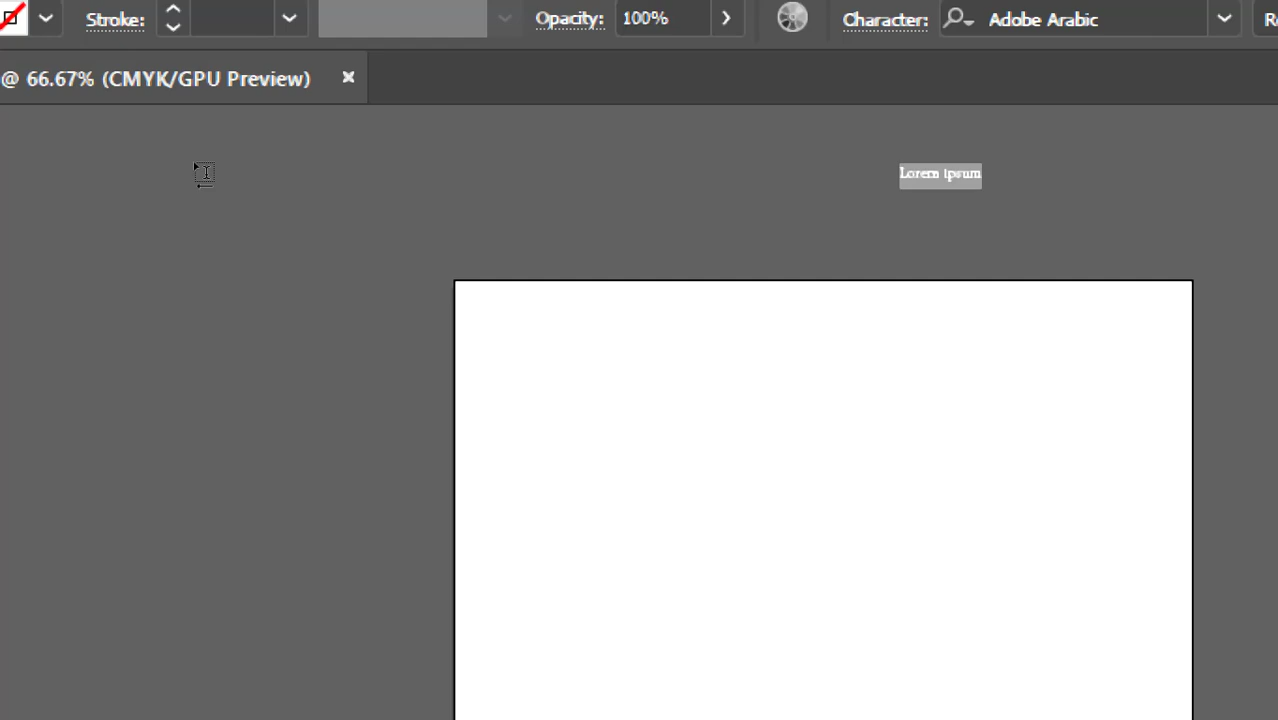 Stroke: Opacity: 100% Character: Adobe Arabic
@ 66.67% (CMYK/GPU Preview)
Lorem ipsum